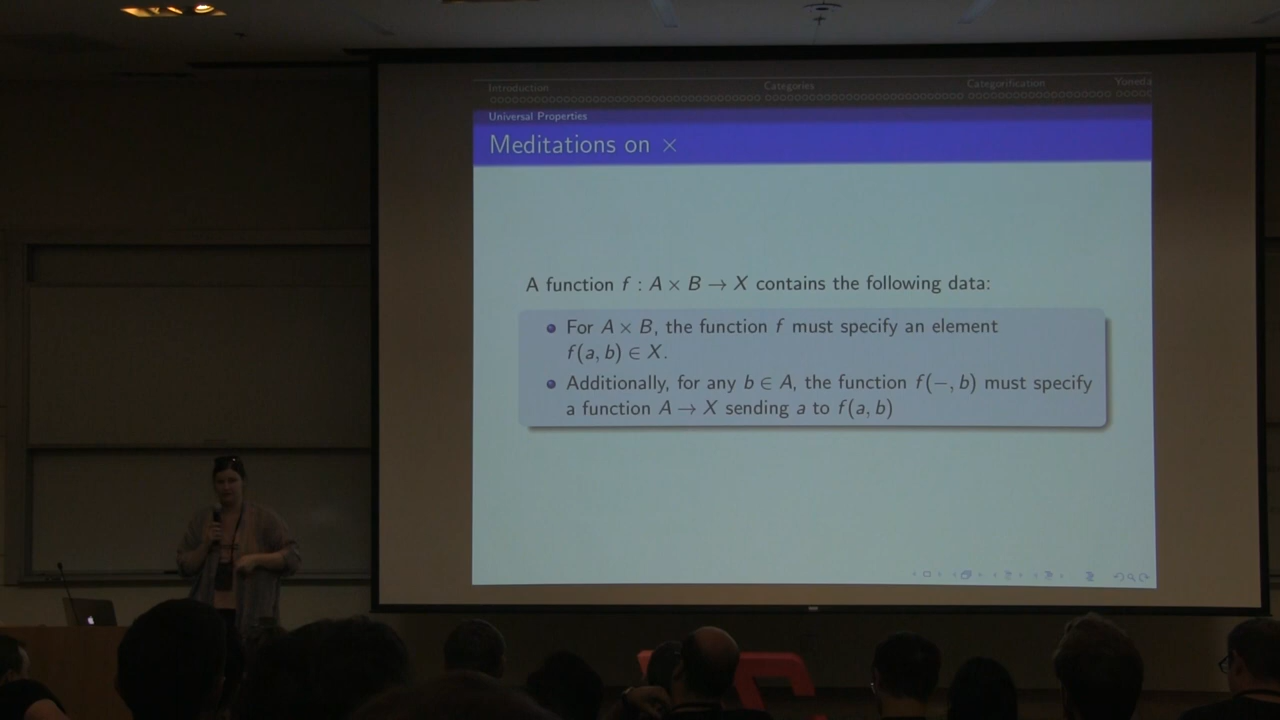 Introduction Categories Categorification Yoneda
Universal Properties
Meditations on ×
A function f : A × B → X contains the following data:
For A × B, the function f must specify an element
f(a, b) ∈ X.
Additionally, for any b ∈ A, the function f(−, b) must specify
a function A → X sending a to f(a, b)